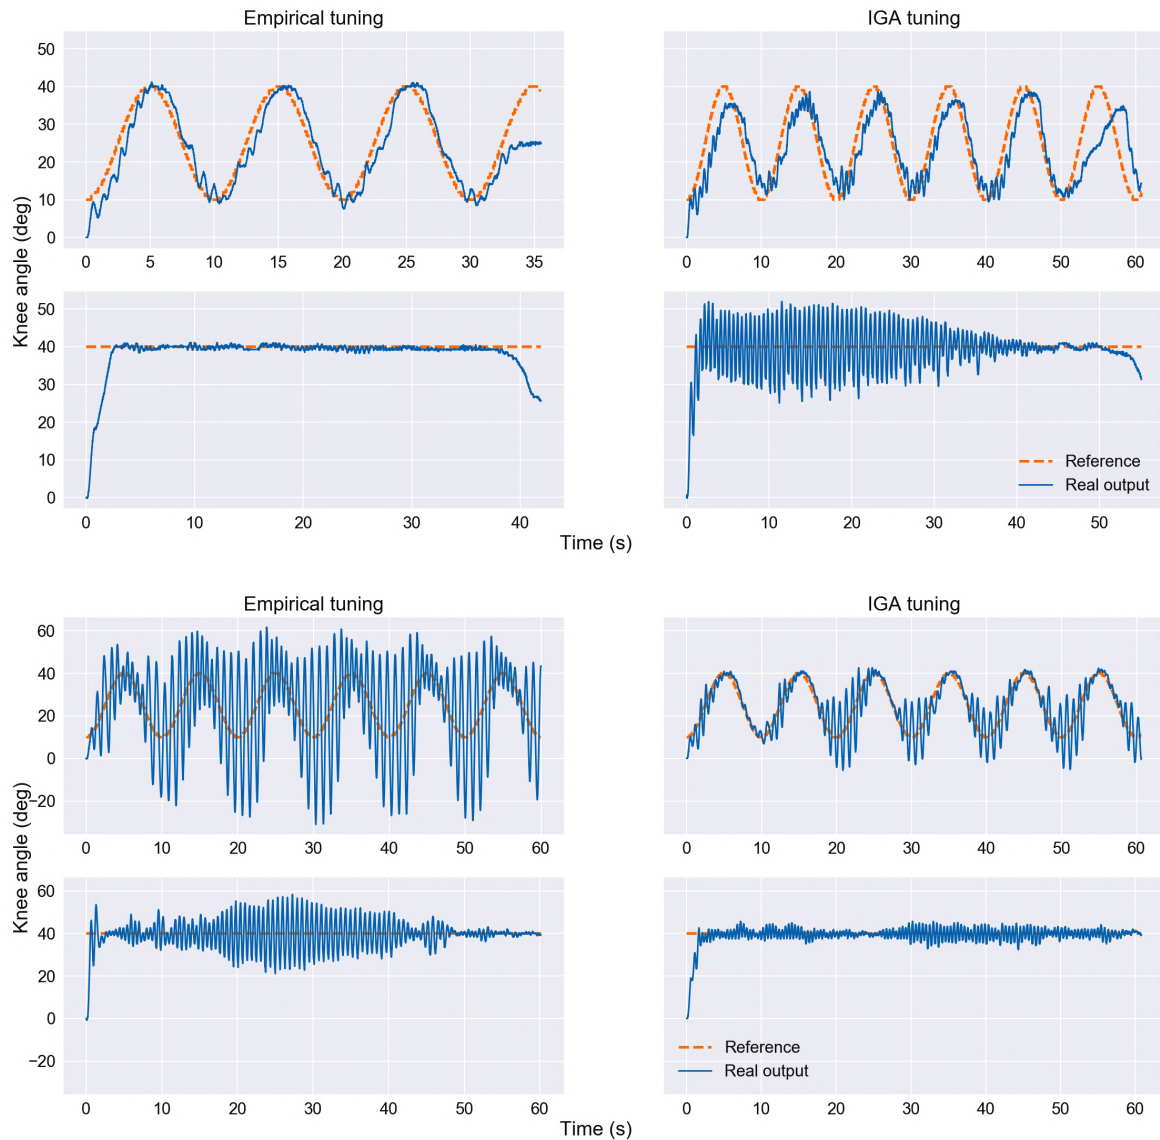 Empirical tuning IGA tuning
50
40
30
20
10
0
0 5 10 15 20 25 30 35 0 10 20 30 40 50 60
Knee angle (deg)
50
40
30
20
10
0
Reference
Real output
0 10 20 30 40 0 10 20 30 40 50
Time (s)
Empirical tuning IGA tuning
60
40
20
0
−20
0 10 20 30 40 50 60 0 10 20 30 40 50 60
Knee angle (deg)
60
40
20
0
−20
Reference
Real output
0 10 20 30 40 50 60 0 10 20 30 40 50 60
Time (s)